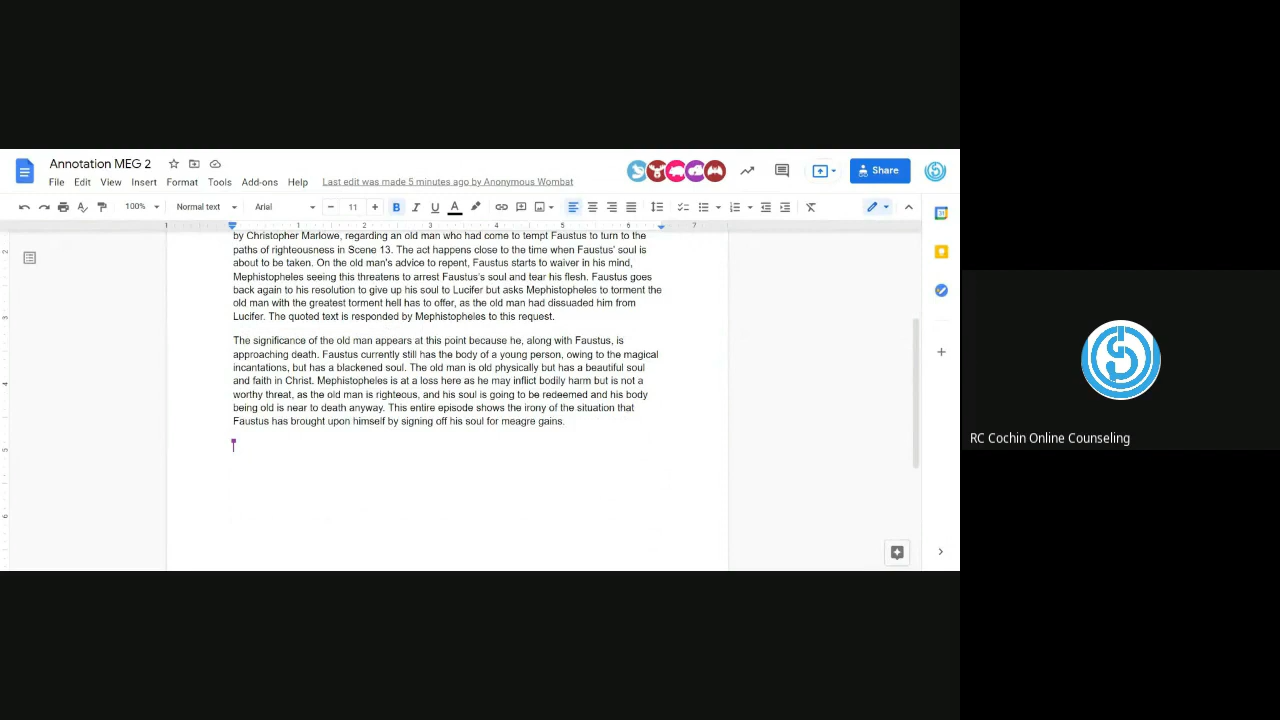 Annotation MEG 2
File Edit View Insert Format Tools Add-ons Help Last edit was made 5 minutes ago by Anonymous Wombat
Share
100% Normal text Arial 11
1 1 2 3 4 5 6 7
by Christopher Marlowe, regarding an old man who had come to tempt Faustus to turn to the
paths of righteousness in Scene 13. The act happens close to the time when Faustus' soul is
about to be taken. On the old man's advice to repent, Faustus starts to waiver in his mind,
Mephistopheles seeing this threatens to arrest Faustus's soul and tear his flesh. Faustus goes
back again to his resolution to give up his soul to Lucifer but asks Mephistopheles to torment the
old man with the greatest torment hell has to offer, as the old man had dissuaded him from
Lucifer. The quoted text is responded by Mephistopheles to this request.
The significance of the old man appears at this point because he, along with Faustus, is
approaching death. Faustus currently still has the body of a young person, owing to the magical
incantations, but has a blackened soul. The old man is old physically but has a beautiful soul
and faith in Christ. Mephistopheles is at a loss here as he may inflict bodily harm but is not a
worthy threat, as the old man is righteous, and his soul is going to be redeemed and his body
being old is near to death anyway. This entire episode shows the irony of the situation that
Faustus has brought upon himself by signing off his soul for meagre gains.
2
3
4
5
6
RC Cochin Online Counseling